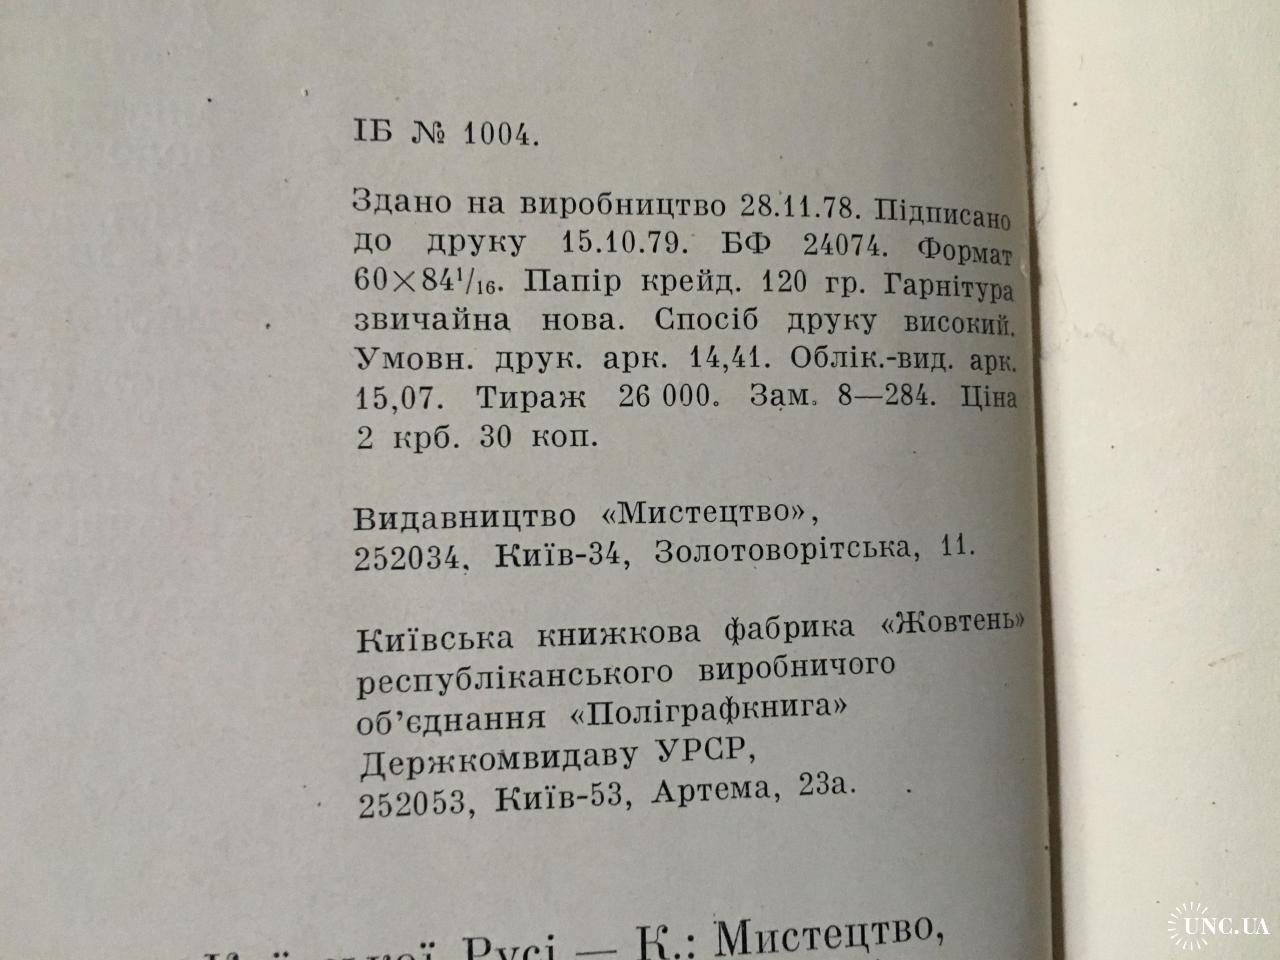 ІБ № 1004.
Здано на виробництво 28.11.78. Підписано
до друку 15.10.79. БФ 24074. Формат
60×84¹/₁₆. Папір крейд. 120 гр. Гарнітура
звичайна нова. Спосіб друку високий.
Умовн. друк. арк. 14,41. Облік.-вид. арк.
15,07. Тираж 26 000. Зам. 8—284. Ціна
2 крб. 30 коп.
Видавництво «Мистецтво»,
252034, Київ-34, Золотоворітська, 11.
Київська книжкова фабрика «Жовтень»
республіканського виробничого
об’єднання «Поліграфкнига»
Держкомвидаву УРСР,
252053, Київ-53, Артема, 23а.
Русі — К.: Мистецтво,
UNC.UA